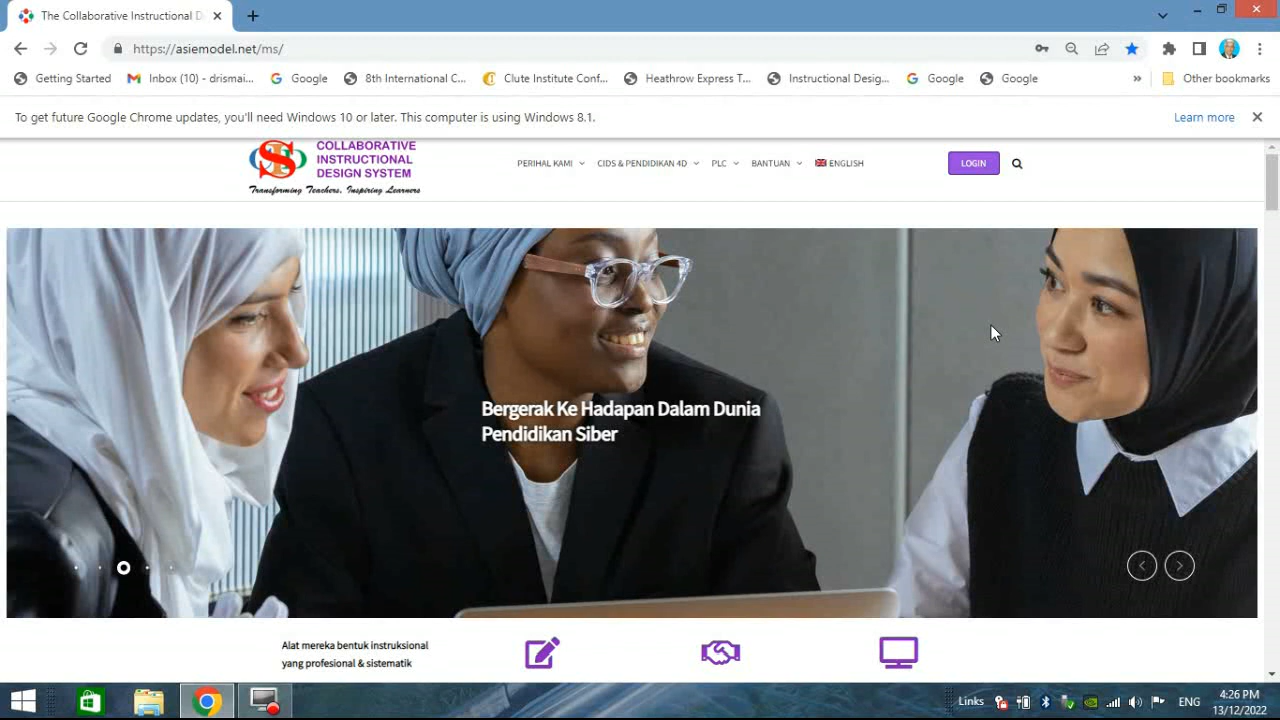 The Collaborative Instructional D
https://asiemodel.net/ms/
Getting Started
Inbox (10) - drismai...
Google
8th International C...
Clute Institute Conf...
Heathrow Express T...
Instructional Desig...
Google
Google
»
Other bookmarks
To get future Google Chrome updates, you'll need Windows 10 or later. This computer is using Windows 8.1.
Learn more
COLLABORATIVE
INSTRUCTIONAL
DESIGN SYSTEM
Transforming Teachers, Inspiring Learners
PERIHAL KAMI
CIDS & PENDIDIKAN 4D
PLC
BANTUAN
ENGLISH
LOGIN
Bergerak Ke Hadapan Dalam Dunia
Pendidikan Siber
Alat mereka bentuk instruksional
yang profesional & sistematik
Links
ENG
4:26 PM
13/12/2022